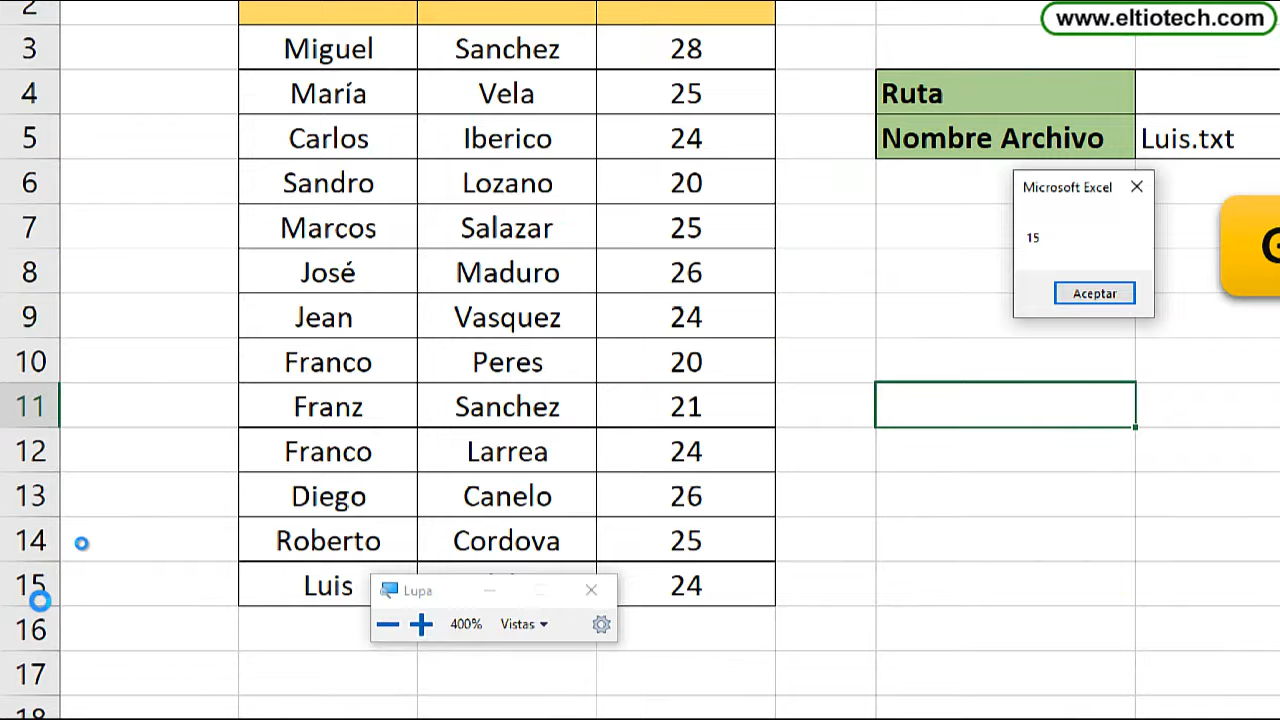 www.eltiotech.com
2
3 Miguel Sanchez 28
4 María Vela 25 Ruta
5 Carlos Iberico 24 Nombre Archivo Luis.txt
6 Sandro Lozano 20 Microsoft Excel
7 Marcos Salazar 25 15 G
8 José Maduro 26 Aceptar
9 Jean Vasquez 24
10 Franco Peres 20
11 Franz Sanchez 21
12 Franco Larrea 24
13 Diego Canelo 26
14 Roberto Cordova 25
15 Luis 24
Lupa
16 400% Vistas
17
18